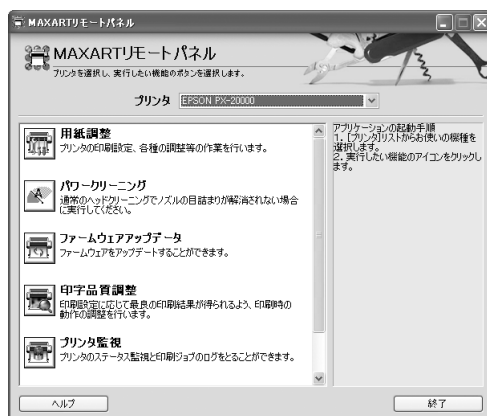 MAXARTリモートパネル
MAXARTリモートパネル
プリンタを選択し、実行したい機能のボタンを選択します。
プリンタ EPSON PX-20000
用紙調整
プリンタの印刷設定、各種の調整等の作業を行います。
パワークリーニング
通常のヘッドクリーニングでノズルの目詰まりが解消されない場合
に実行してください。
ファームウェアアップデータ
ファームウェアをアップデートすることができます。
印字品質調整
印刷設定に応じて最良の印刷結果が得られるよう、印刷時の
動作の調整を行います。
プリンタ監視
プリンタのステータス監視と印刷ジョブのログをとることができます。
アプリケーションの起動手順
1. [プリンタ]リストからお使いの機種を
選択します。
2. 実行したい機能のアイコンをクリックし
ます。
ヘルプ
終了